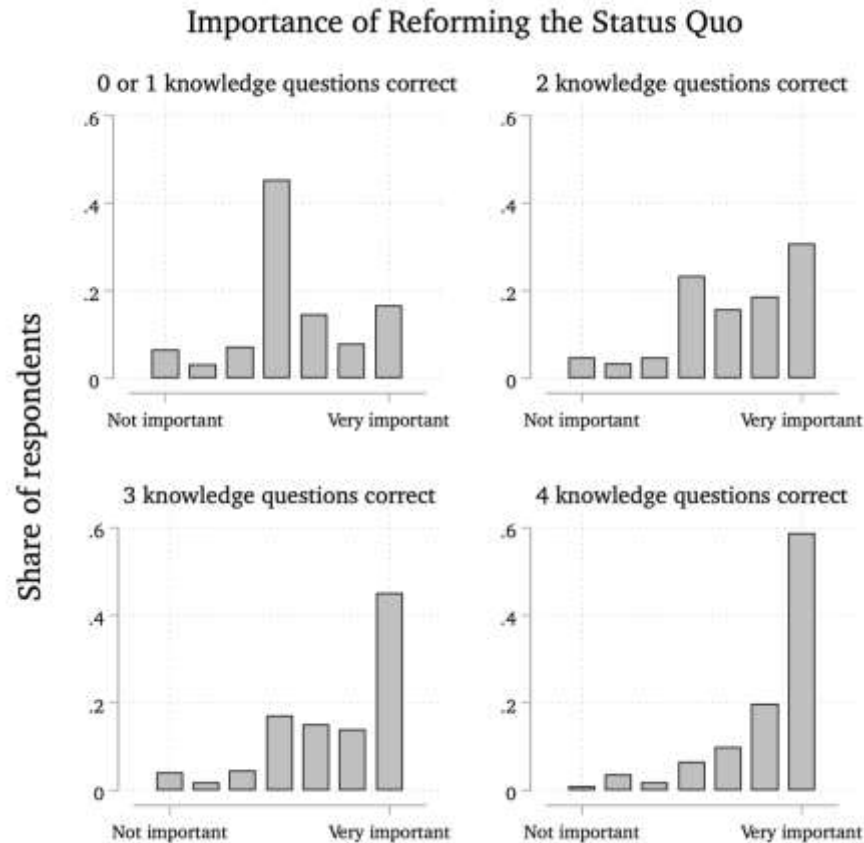 Importance of Reforming the Status Quo
0 or 1 knowledge questions correct
.6
.4
.2
0
Not important
Very important
2 knowledge questions correct
.6
.4
.2
0
Not important
Very important
3 knowledge questions correct
.6
.4
.2
0
Not important
Very important
4 knowledge questions correct
.6
.4
.2
0
Not important
Very important
Share of respondents